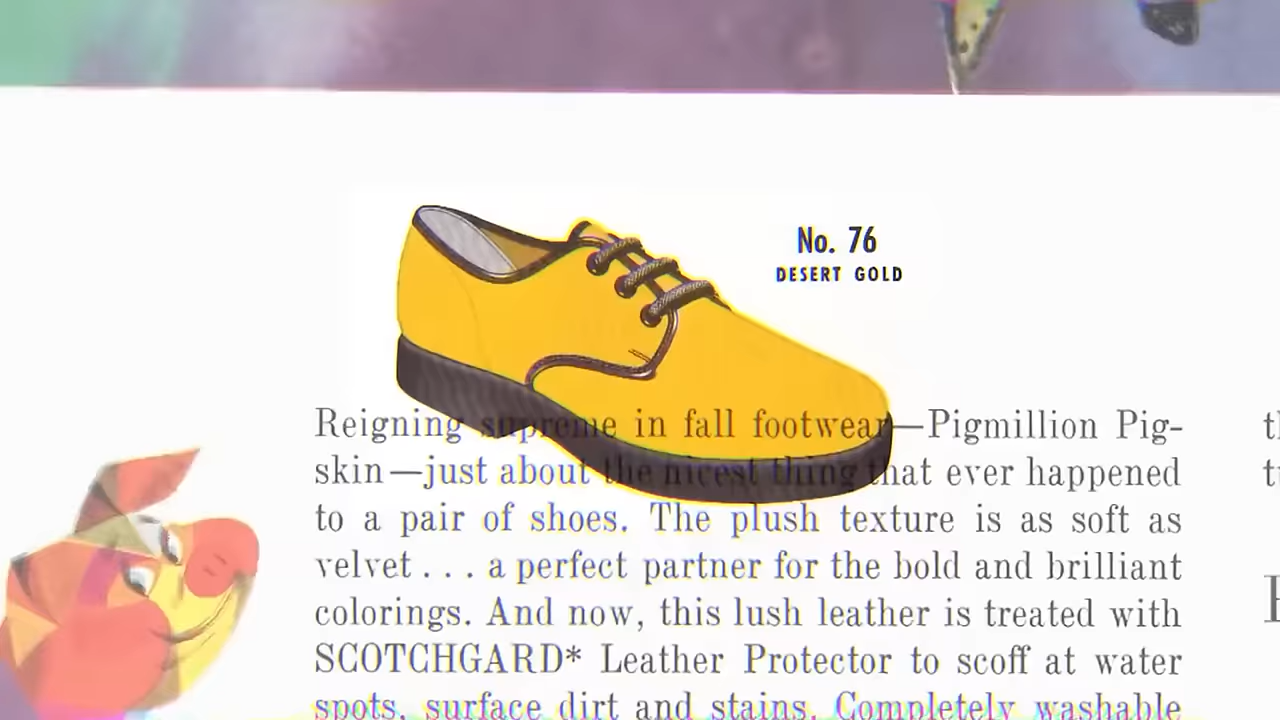 No. 76
DESERT GOLD
Reigning supreme in fall footwear—Pigmillion Pig-
skin—just about the nicest thing that ever happened
to a pair of shoes. The plush texture is as soft as
velvet . . . a perfect partner for the bold and brilliant
colorings. And now, this lush leather is treated with
SCOTCHGARD* Leather Protector to scoff at water
spots, surface dirt and stains. Completely washable